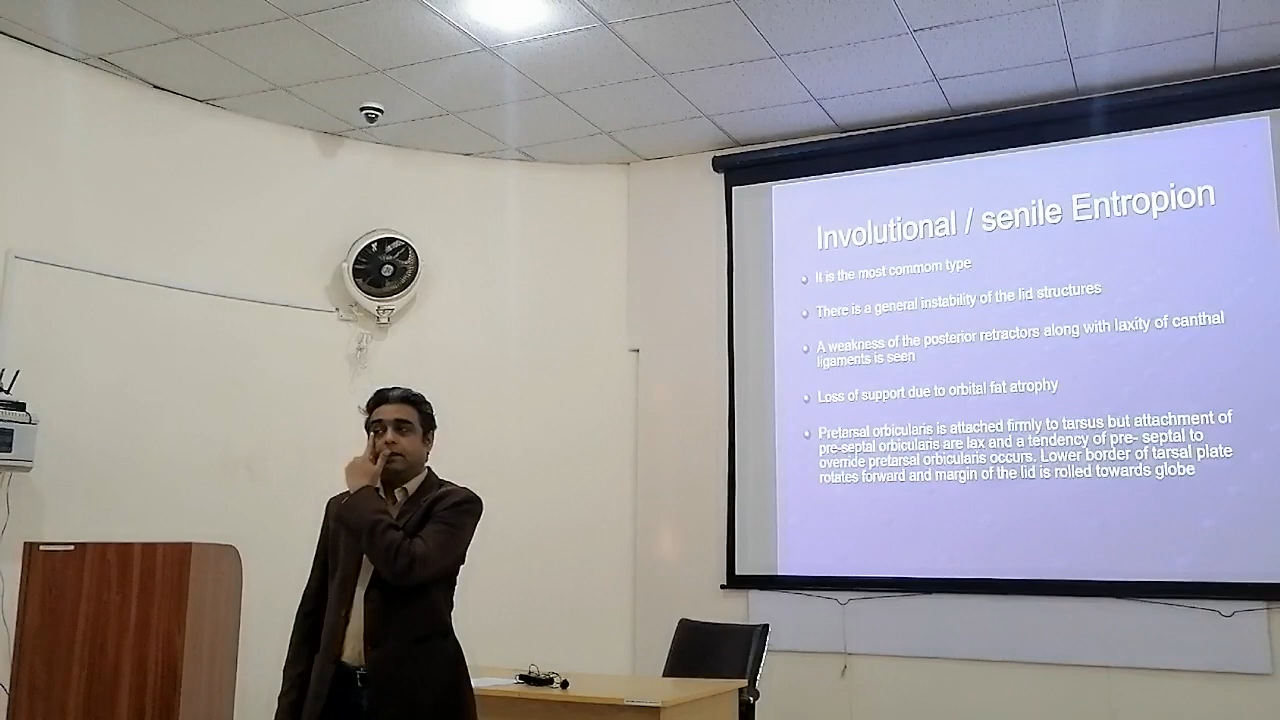 Involutional / senile Entropion
It is the most commom type
There is a general instability of the lid structures
A weakness of the posterior retractors along with laxity of canthal
ligaments is seen
Loss of support due to orbital fat atrophy
Pretarsal orbicularis is attached firmly to tarsus but attachment of
pre-septal orbicularis are lax and a tendency of pre- septal to
override pretarsal orbicularis occurs. Lower border of tarsal plate
rotates forward and margin of the lid is rolled towards globe